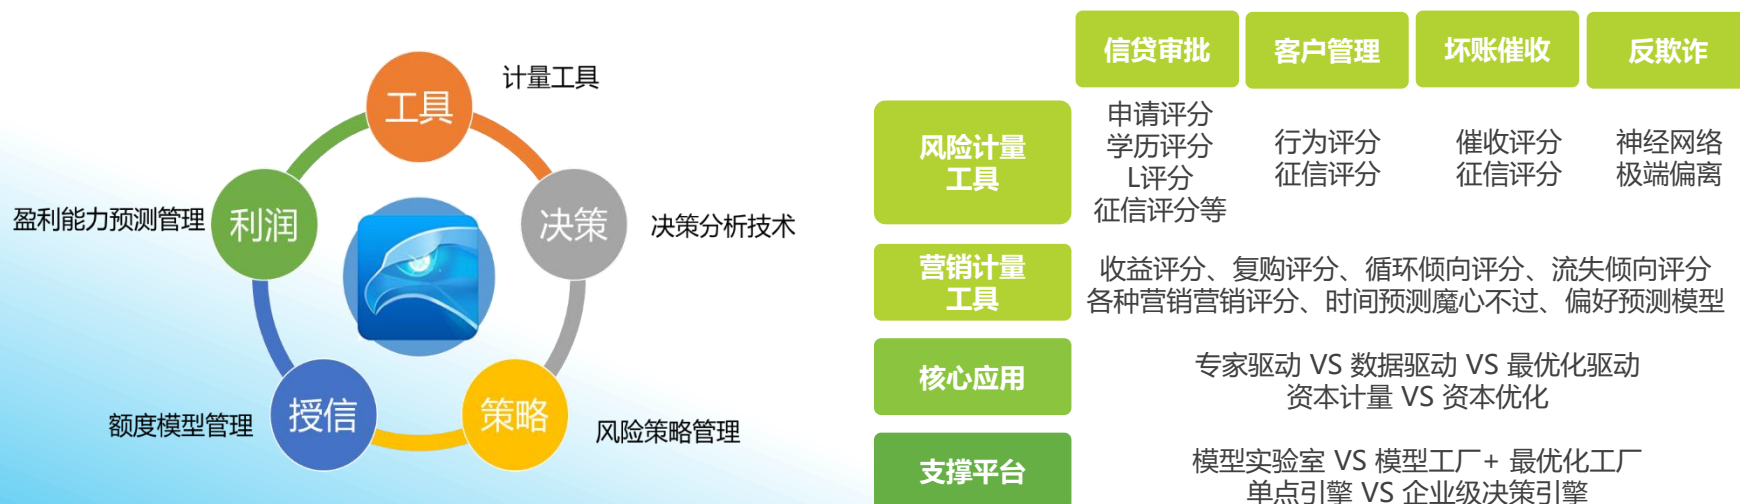 工具
计量工具
利润
盈利能力预测管理
决策
决策分析技术
授信
额度模型管理
策略
风险策略管理
信贷审批
客户管理
坏账催收
反欺诈
风险计量
工具
申请评分
学历评分
L评分
征信评分等
行为评分
征信评分
催收评分
征信评分
神经网络
极端偏离
营销计量
工具
收益评分、复购评分、循环倾向评分、流失倾向评分
各种营销营销评分、时间预测魔心不过、偏好预测模型
核心应用
专家驱动 VS 数据驱动 VS 最优化驱动
资本计量 VS 资本优化
支撑平台
模型实验室 VS 模型工厂+ 最优化工厂
单点引擎 VS 企业级决策引擎